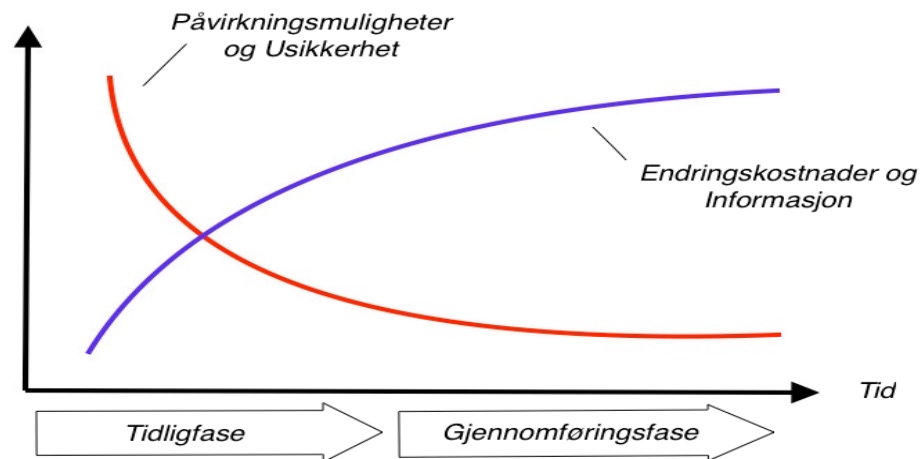 Påvirkningsmuligheter
og Usikkerhet
Endringskostnader og
Informasjon
Tid
Tidligfase
Gjennomføringsfase